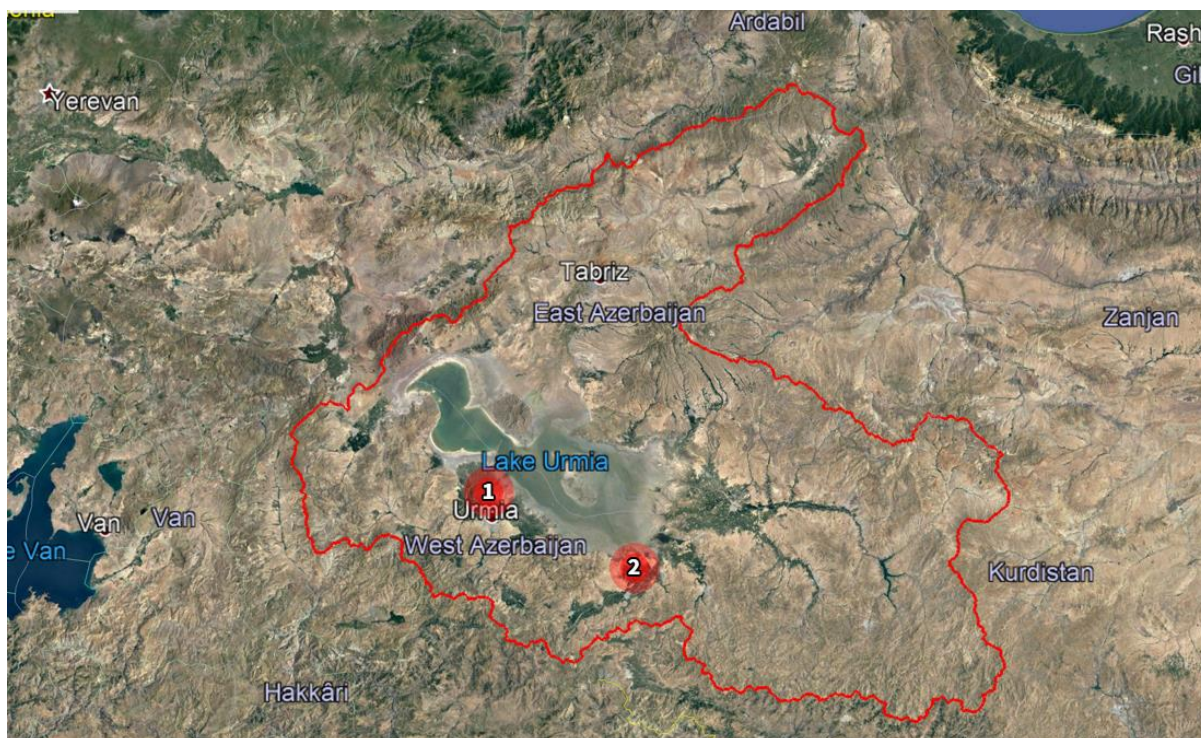 Ardabil
Rash
Gil
Yerevan
Tabriz
East Azerbaijan
Zanjan
Lake Urmia
1
Urmia
Van
Van
e Van
West Azerbaijan
2
Kurdistan
Hakkâri